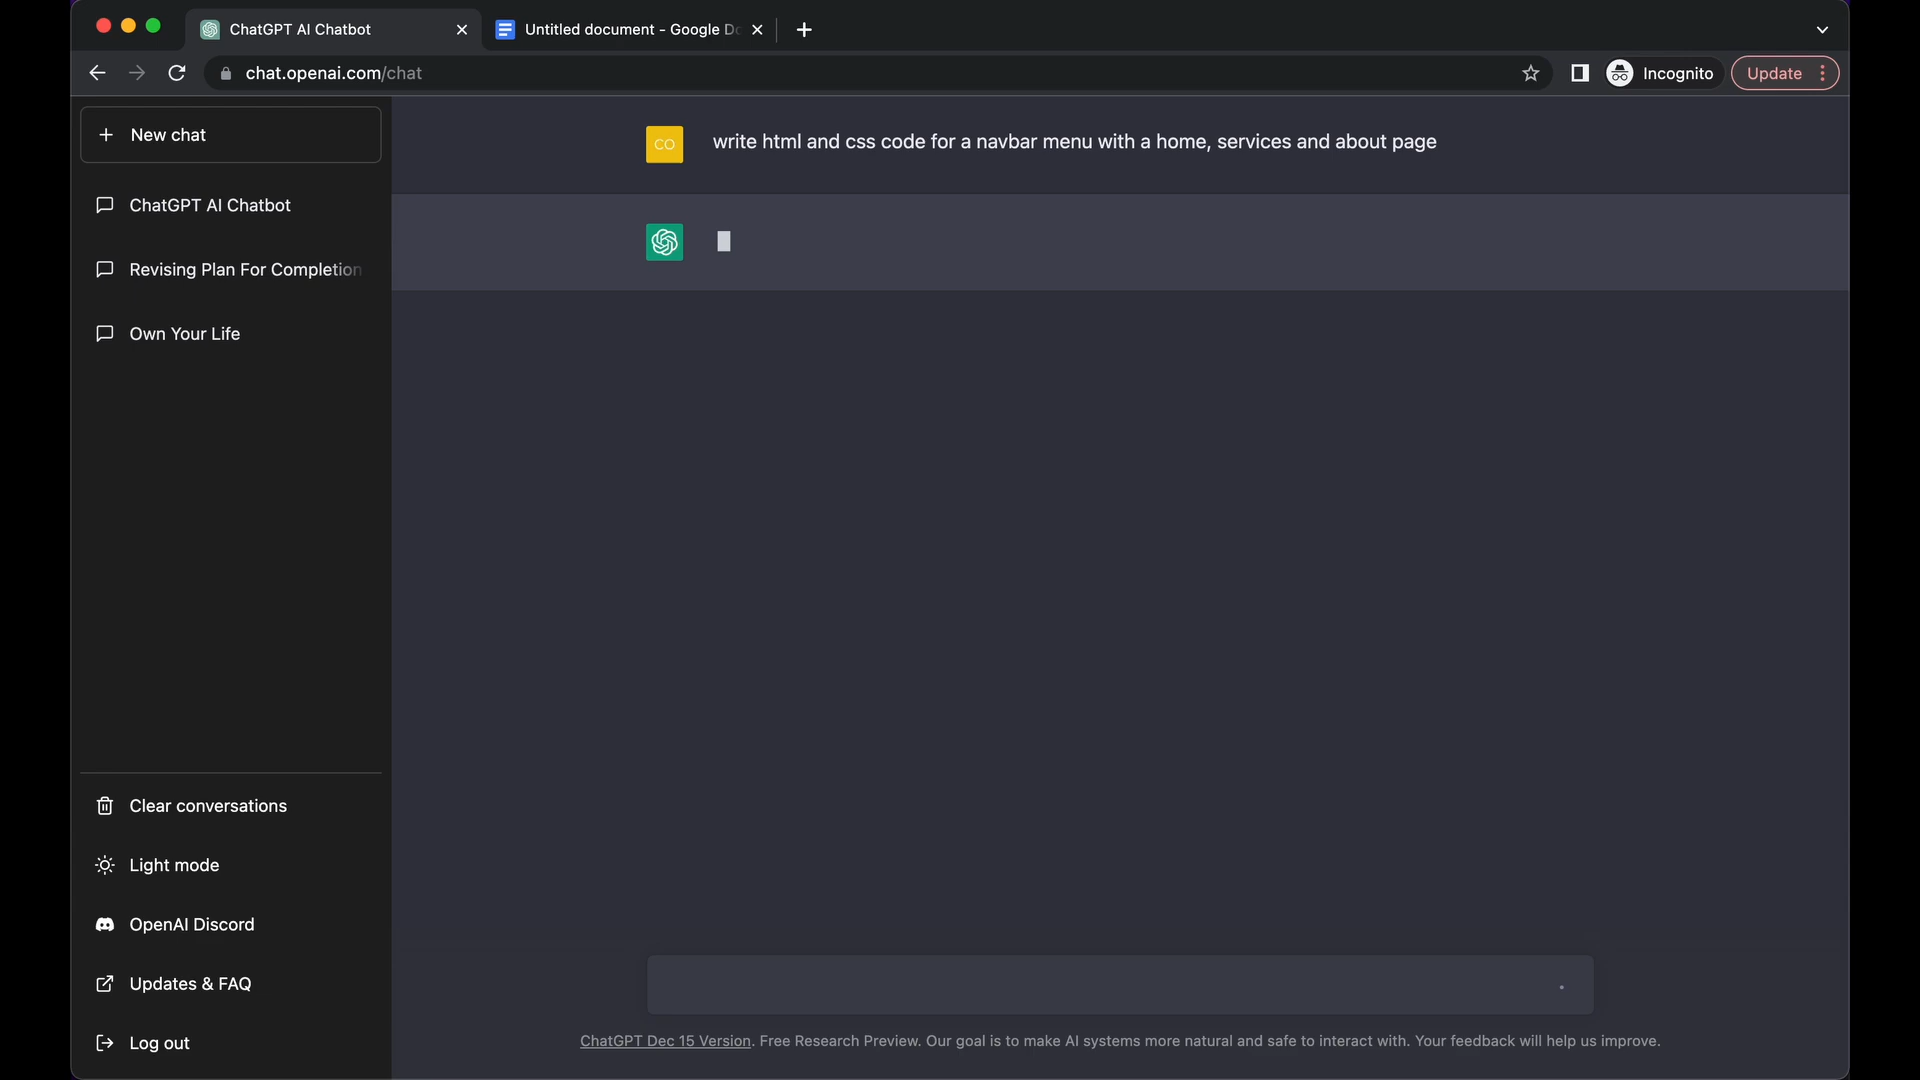 ChatGPT AI Chatbot
Untitled document - Google Do
chat.openai.com/chat
Incognito
Update
New chat
ChatGPT AI Chatbot
Revising Plan For Completion
Own Your Life
CO
write html and css code for a navbar menu with a home, services and about page
Clear conversations
Light mode
OpenAI Discord
Updates & FAQ
Log out
ChatGPT Dec 15 Version. Free Research Preview. Our goal is to make AI systems more natural and safe to interact with. Your feedback will help us improve.